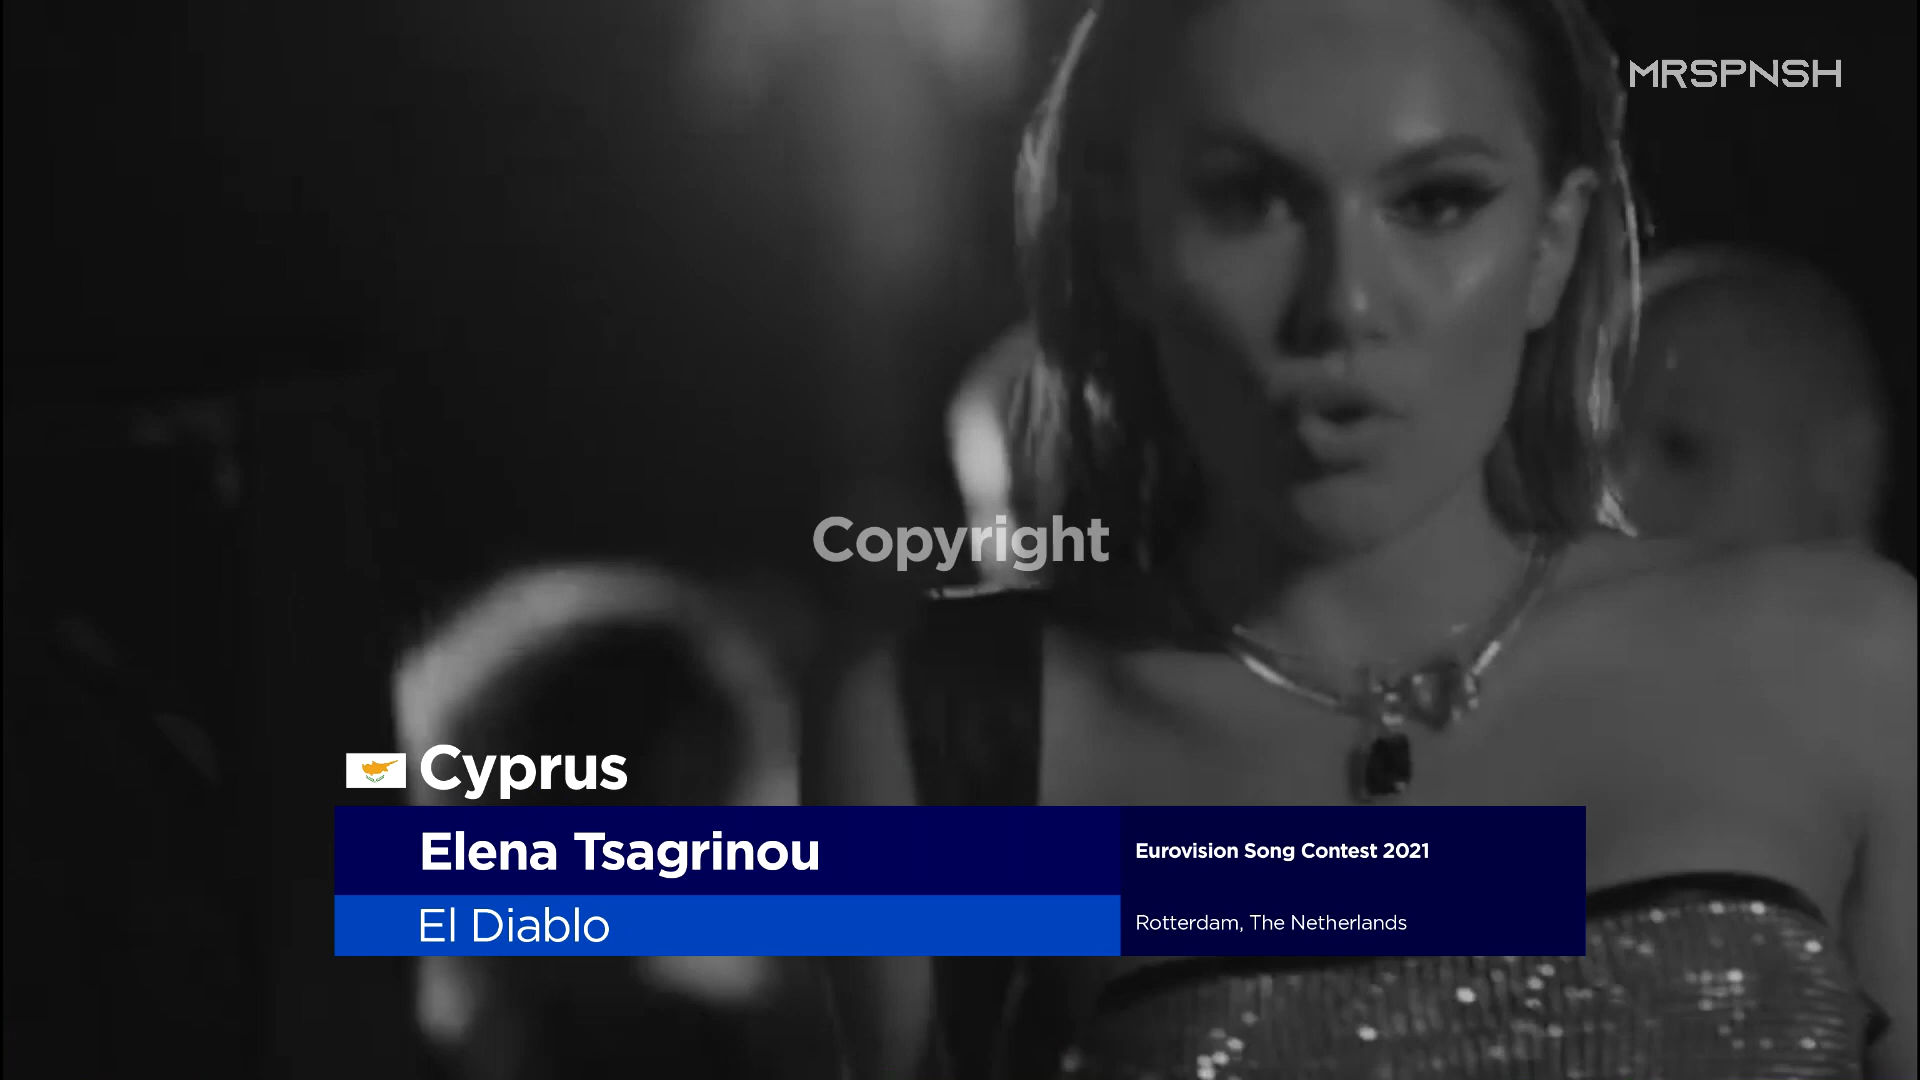 MRSPNSH
Copyright
Cyprus
Elena Tsagrinou
El Diablo
Eurovision Song Contest 2021
Rotterdam, The Netherlands